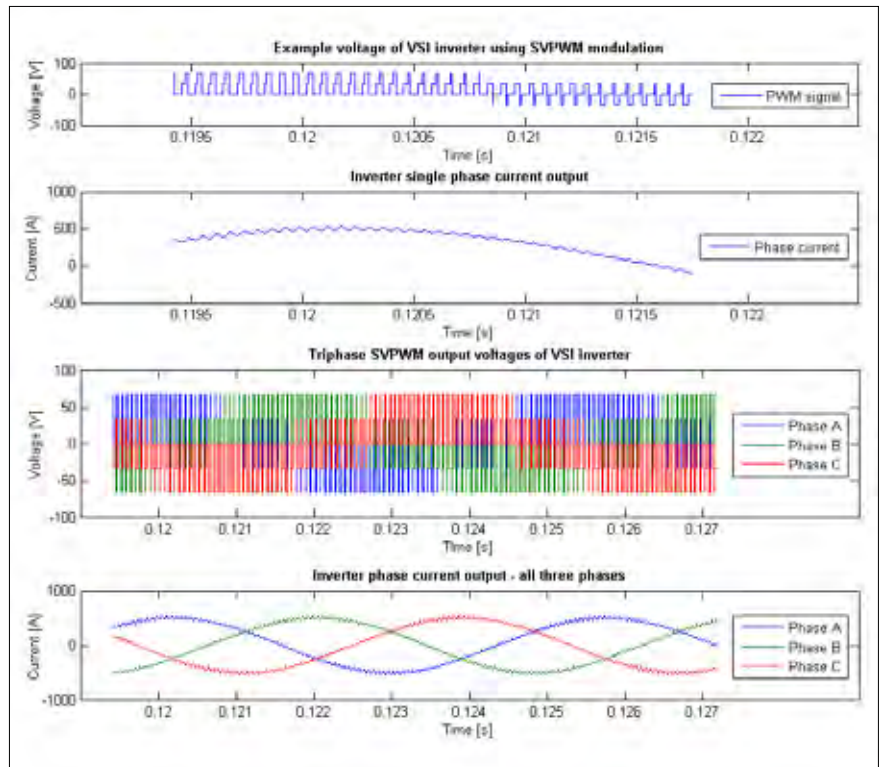 Example voltage of VSI inverter using SVPWM modulation
Voltage [V]
100
0
-100
PWM signal
0.1195 0.12 0.1205 0.121 0.1215 0.122
Time [s]
Inverter single phase current output
Current [A]
1000
500
0
-500
Phase current
0.1195 0.12 0.1205 0.121 0.1215 0.122
Time [s]
Triphase SVPWM output voltages of VSI inverter
Voltage [V]
100
50
0
-50
-100
Phase A
Phase B
Phase C
0.12 0.121 0.122 0.123 0.124 0.125 0.126 0.127
Time [s]
Inverter phase current output - all three phases
Current [A]
1000
0
-1000
Phase A
Phase B
Phase C
0.12 0.121 0.122 0.123 0.124 0.125 0.126 0.127
Time [s]